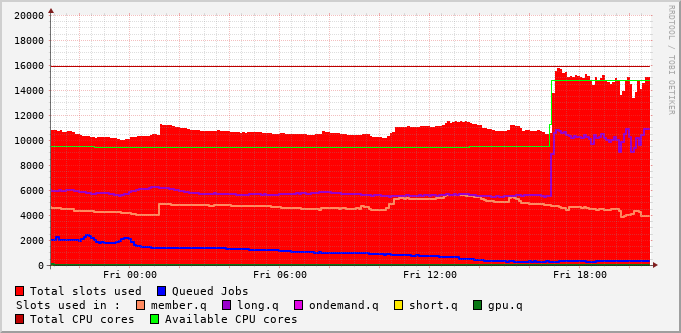 20000
18000
16000
14000
12000
10000
8000
6000
4000
2000
0
Fri 00:00 Fri 06:00 Fri 12:00 Fri 18:00
RRDTOOL / TOBI OETIKER
Total slots used Queued Jobs
Slots used in : member.q long.q ondemand.q short.q gpu.q
Total CPU cores Available CPU cores